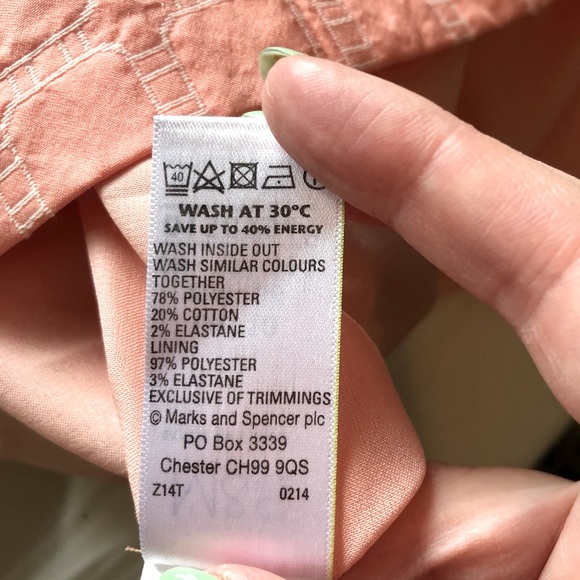 40
WASH AT 30°C
SAVE UP TO 40% ENERGY
WASH INSIDE OUT
WASH SIMILAR COLOURS
TOGETHER
78% POLYESTER
20% COTTON
2% ELASTANE
LINING
97% POLYESTER
3% ELASTANE
EXCLUSIVE OF TRIMMINGS
© Marks and Spencer plc
PO Box 3339
Chester CH99 9QS
Z14T 0214